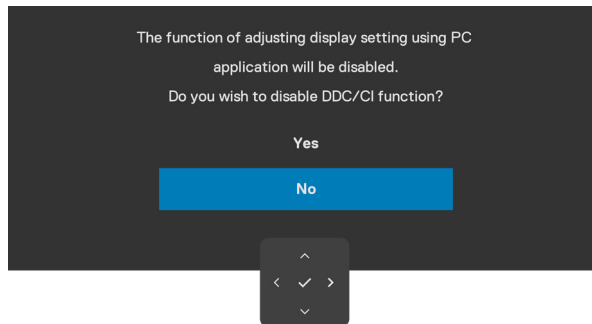 The function of adjusting display setting using PC
application will be disabled.
Do you wish to disable DDC/CI function?
Yes
No